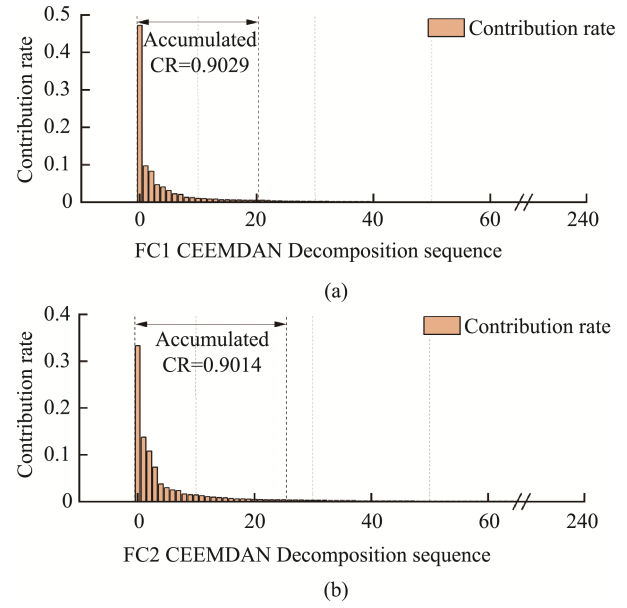 0.5
0.4
0.3
0.2
0.1
0
Contribution rate
Accumulated
CR=0.9029
Contribution rate
0
20
40
60
240
FC1 CEEMDAN Decomposition sequence
(a)
0.4
0.3
0.2
0.1
0
Contribution rate
Accumulated
CR=0.9014
Contribution rate
0
20
40
60
240
FC2 CEEMDAN Decomposition sequence
(b)